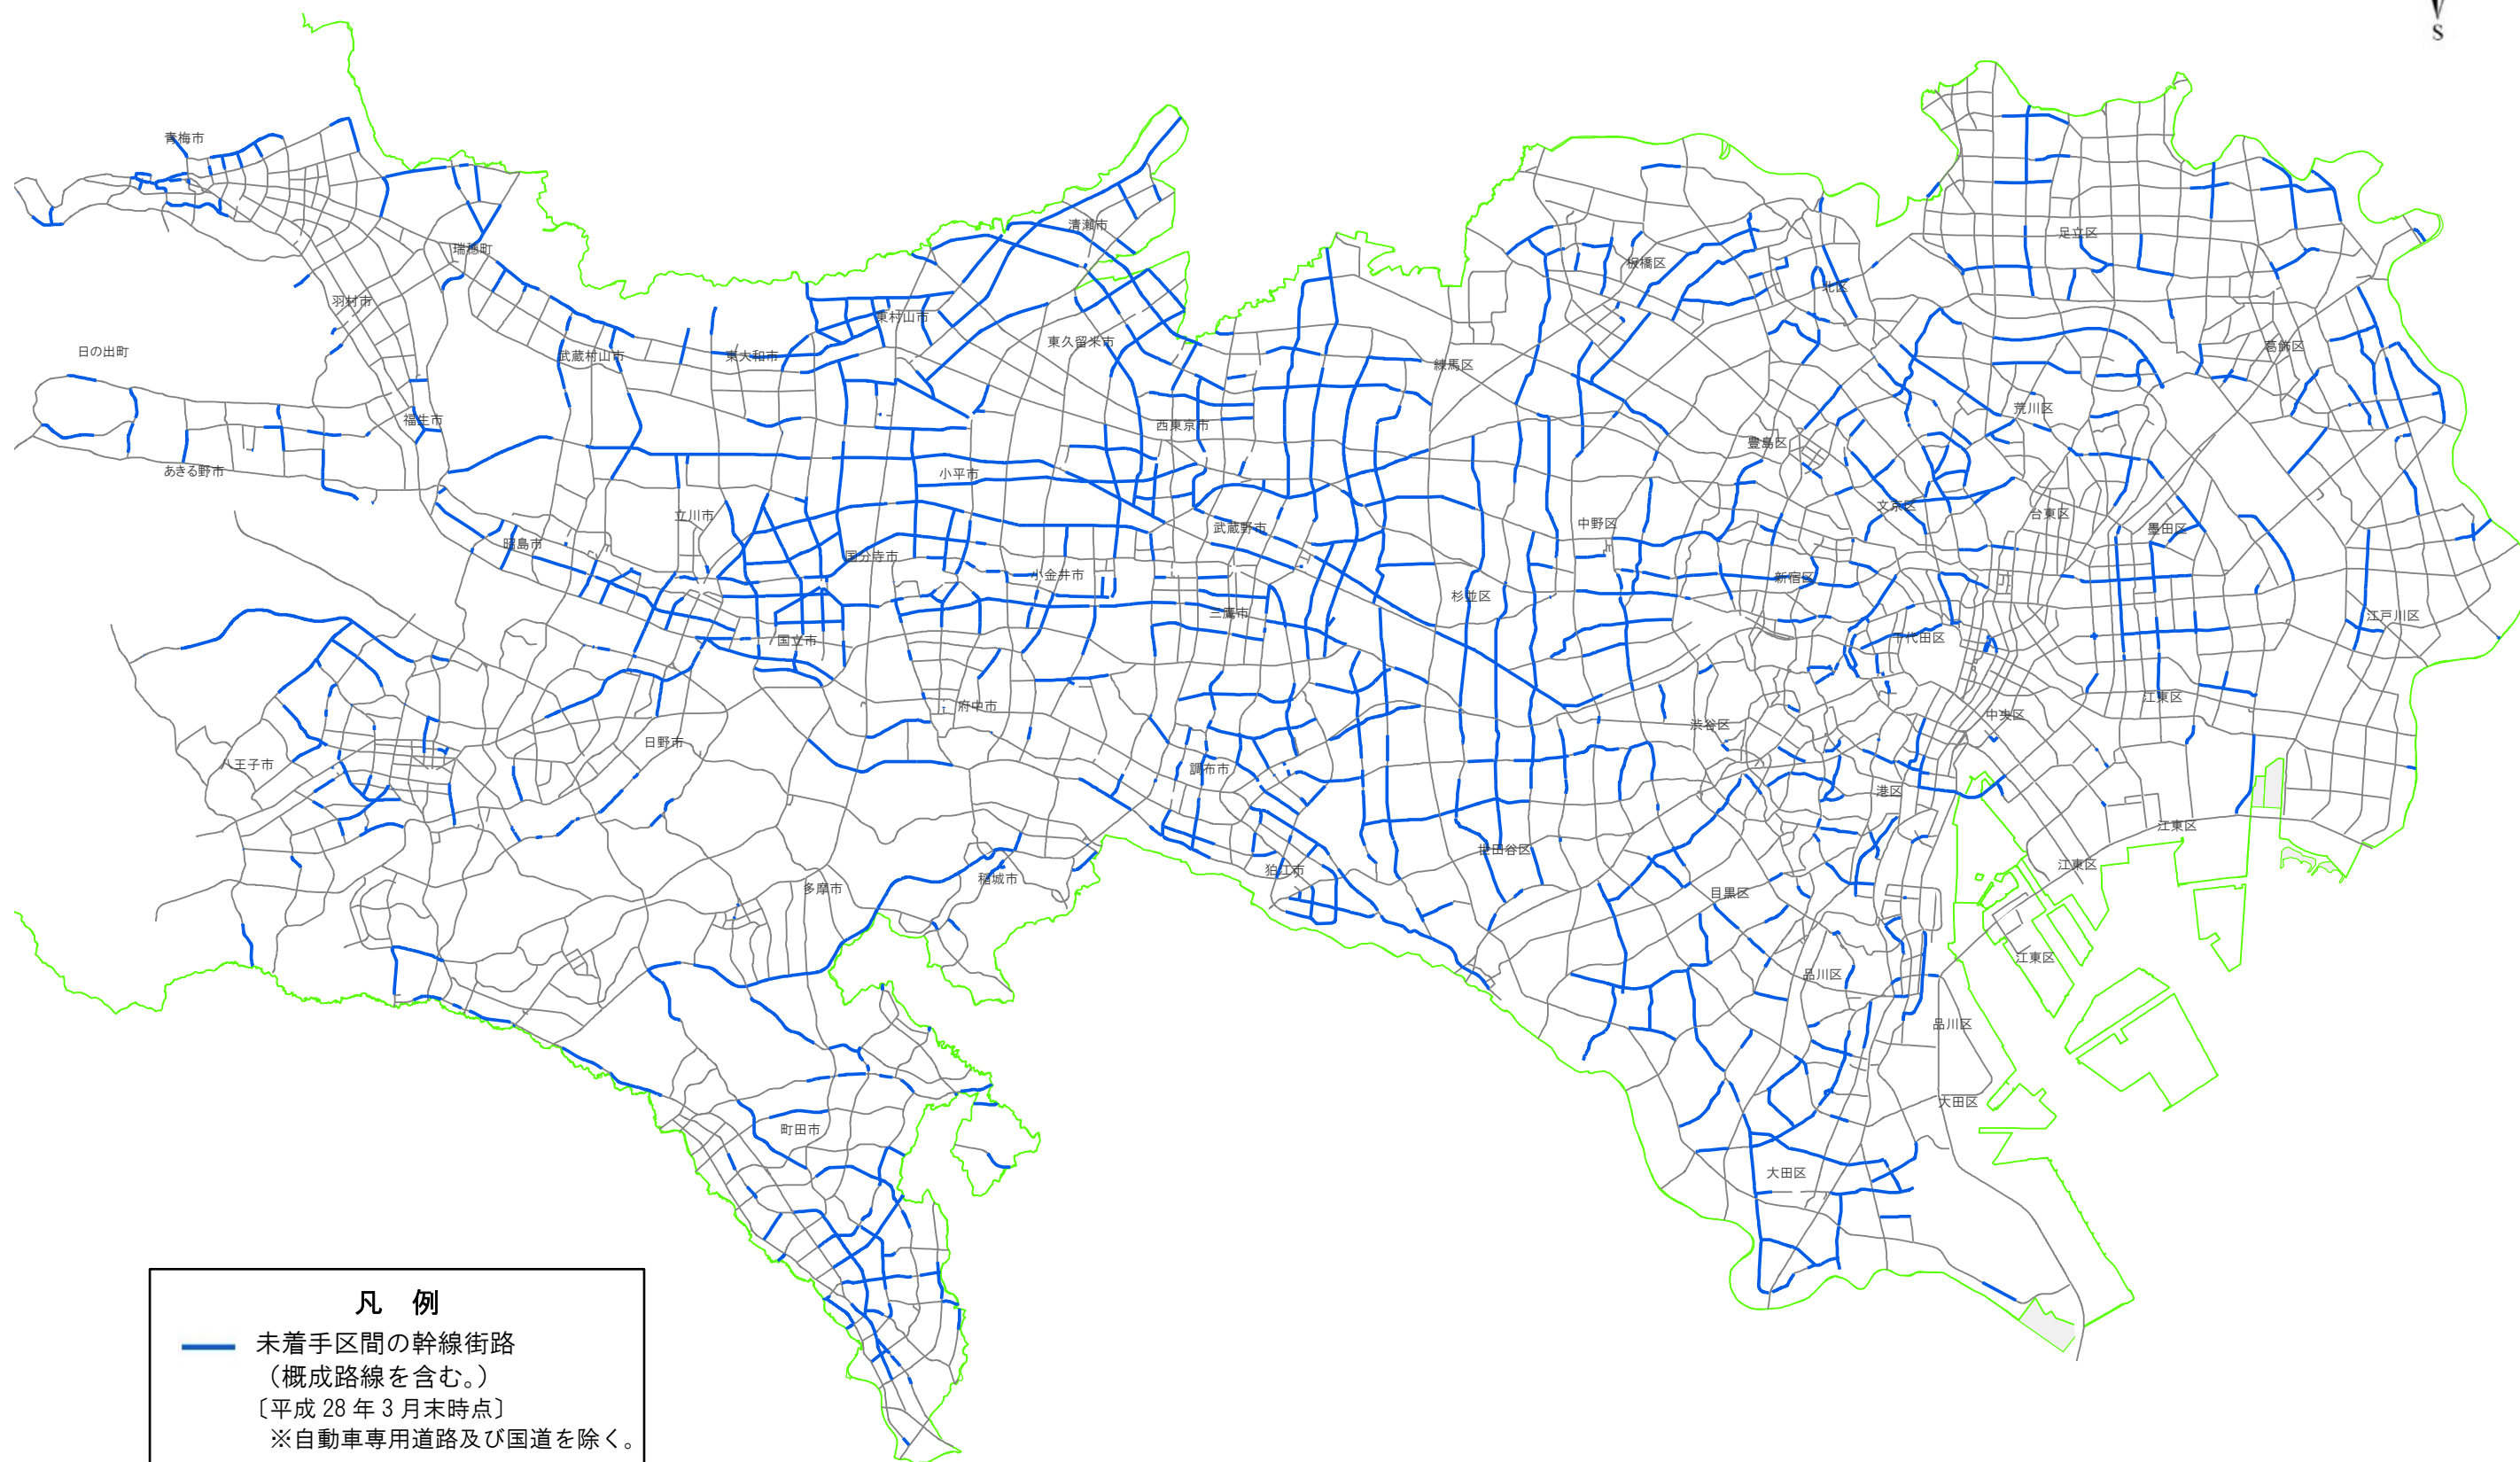 S
青梅市
清瀬市
足立区
瑞穂町
板橋区
北区
羽村市
東村山市
東久留米市
葛飾区
日の出町
武蔵村山市
東大和市
練馬区
荒川区
福生市
西東京市
豊島区
あきる野市
小平市
文京区
立川市
台東区
武蔵野市
中野区
墨田区
昭島市
国分寺市
小金井市
新宿区
杉並区
三鷹市
江戸川区
国立市
千代田区
江東区
府中市
中央区
渋谷区
日野市
八王子市
調布市
港区
江東区
世田谷区
江東区
狛江市
稲城市
多摩市
目黒区
江東区
品川区
品川区
大田区
町田市
大田区
凡 例
未着手区間の幹線街路
（概成路線を含む。）
〔平成 28 年 3 月末時点〕
※自動車専用道路及び国道を除く。